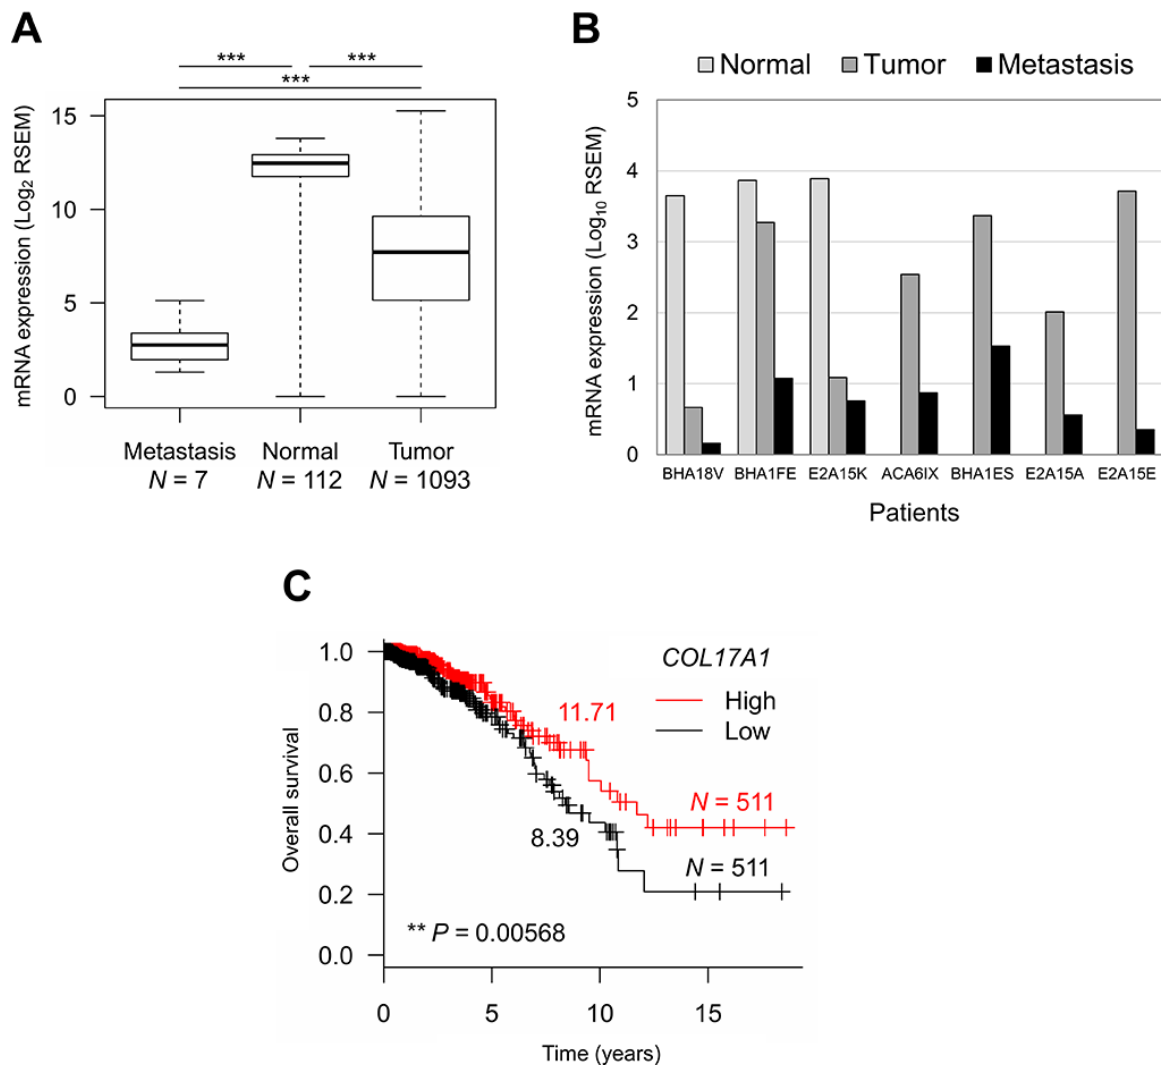 A
*** ***
***
mRNA expression (Log2 RSEM)
15
10
5
0
Metastasis Normal Tumor
N = 7 N = 112 N = 1093
B
Normal Tumor Metastasis
mRNA expression (Log10 RSEM)
5
4
3
2
1
0
BHA18V BHA1FE E2A15K ACA6IX BHA1ES E2A15A E2A15E
Patients
C
Overall survival
1.0
0.8
0.6
0.4
0.2
0.0
COL17A1
High
Low
11.71
8.39
N = 511
N = 511
** P = 0.00568
0 5 10 15
Time (years)